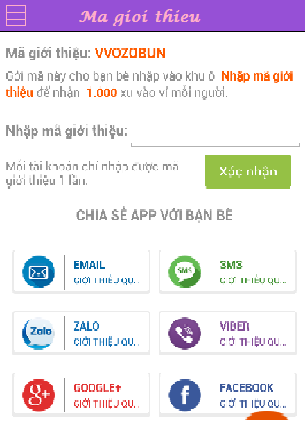 Ma gioi thieu
Mã giới thiệu: VVOZOBUN
Gởi mã này cho bạn bè nhập vào khu ô Nhập mã giới
thiệu để nhận 1.000 xu vào ví mỗi người.
Nhập mã giới thiệu:
Mỗi tài khoản chỉ nhận được mã
giới thiệu 1 lần.
Xác nhận
CHIA SẺ APP VỚI BẠN BÈ
EMAIL
GIỚI THIỆU QU...
SMS
GIỚI THIỆU QU...
Zalo
ZALO
GIỚI THIỆU QU...
VIBER
GIỚI THIỆU QU...
GOOGLE+
GIỚI THIỆU QU...
FACEBOOK
GIỚI THIỆU QU...